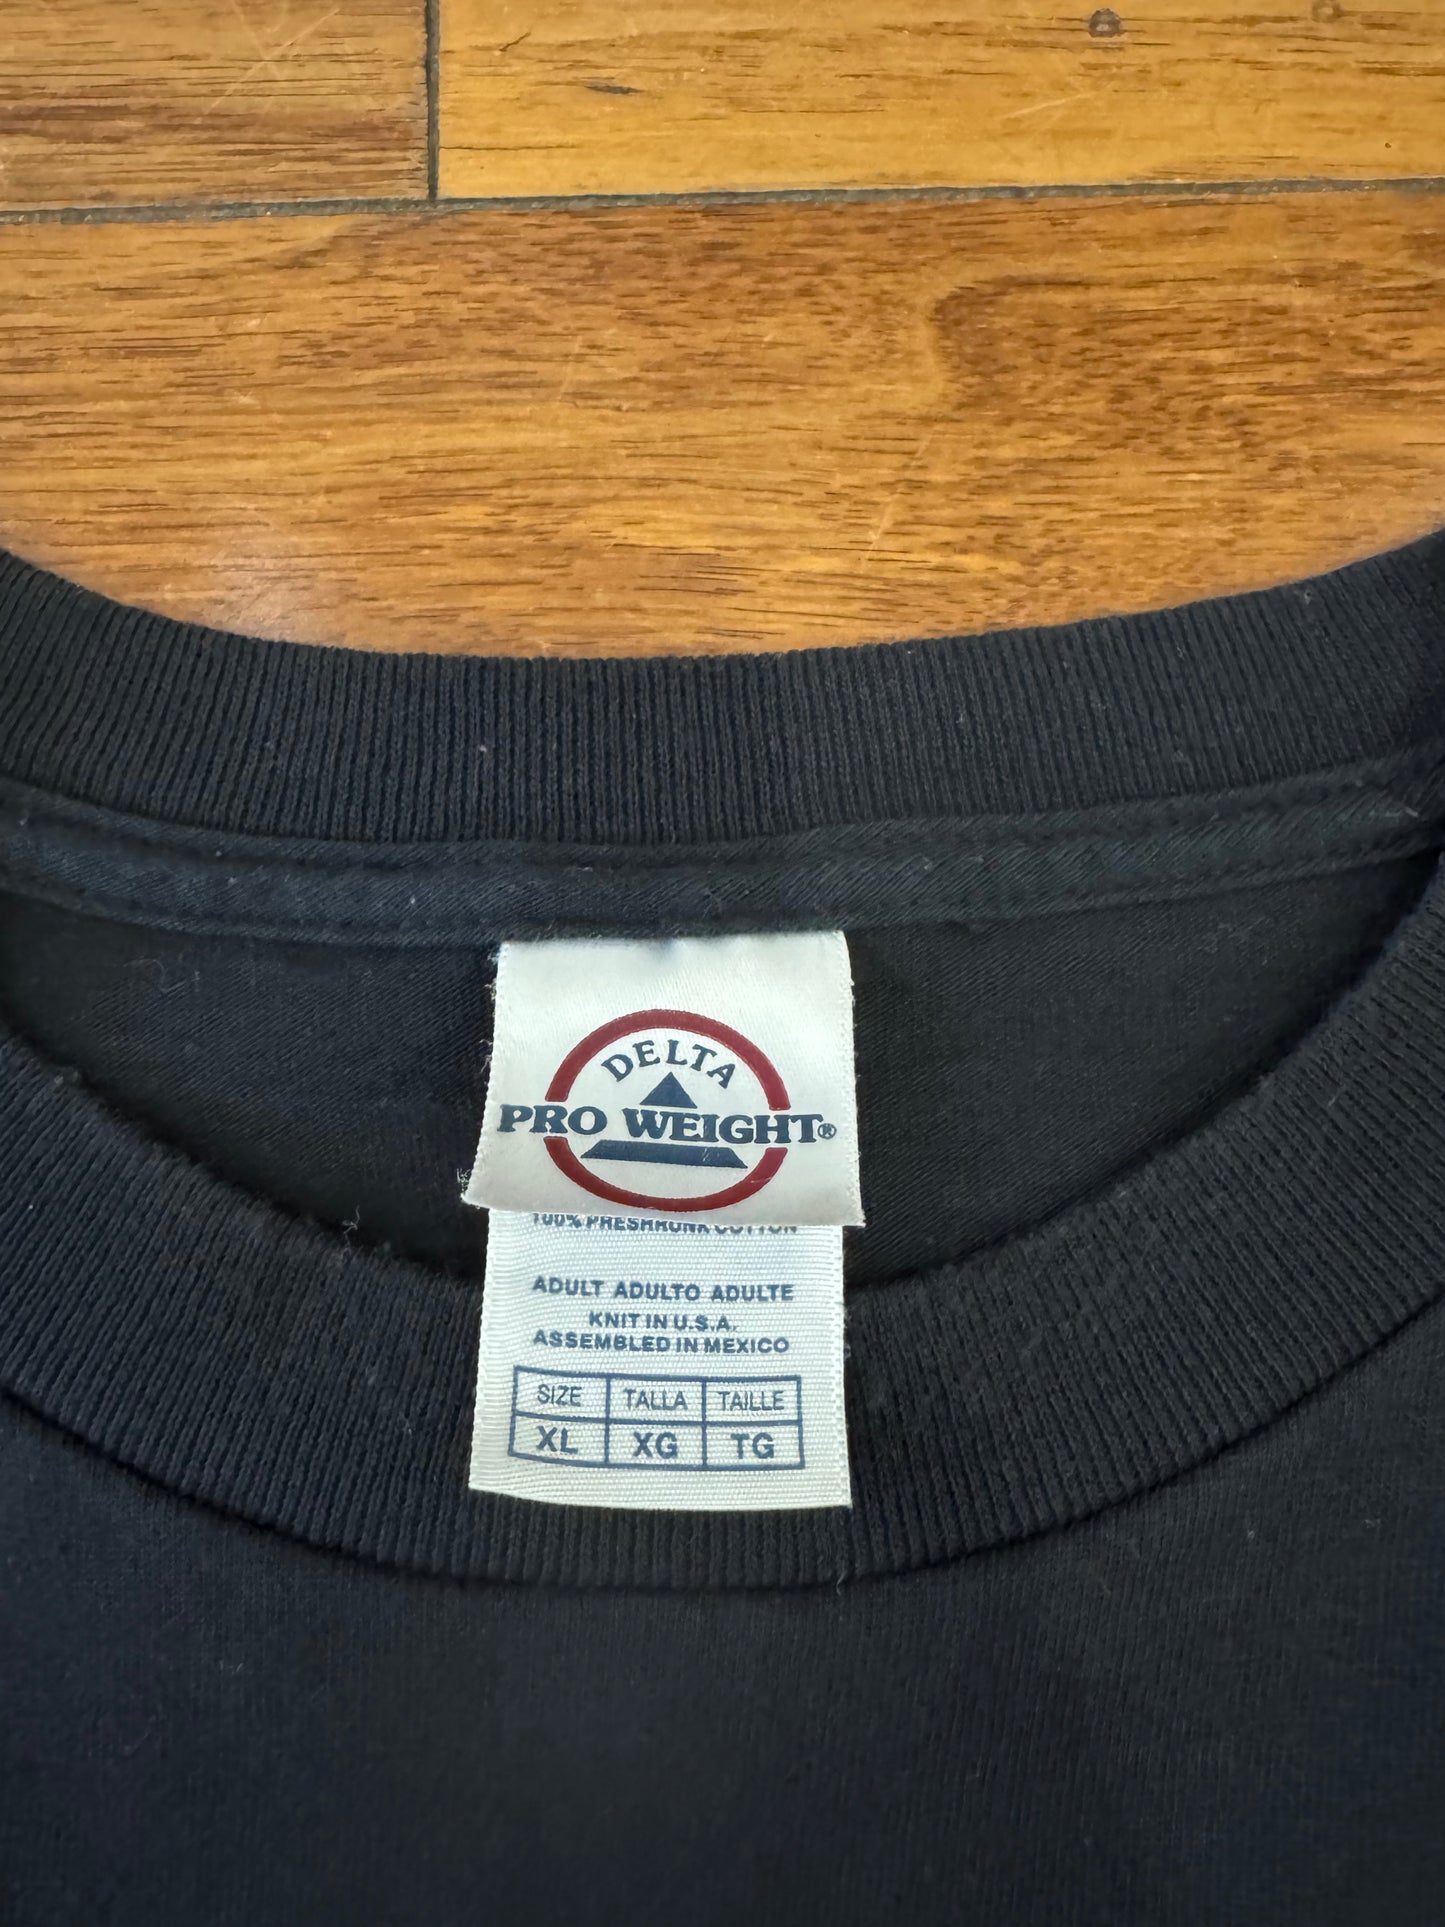 DELTA
PRO WEIGHT®
100% PRESHRUNK COTTON
ADULT ADULTO ADULTE
KNIT IN U.S.A.
ASSEMBLED IN MEXICO
SIZE TALLA TAILLE
XL XG TG